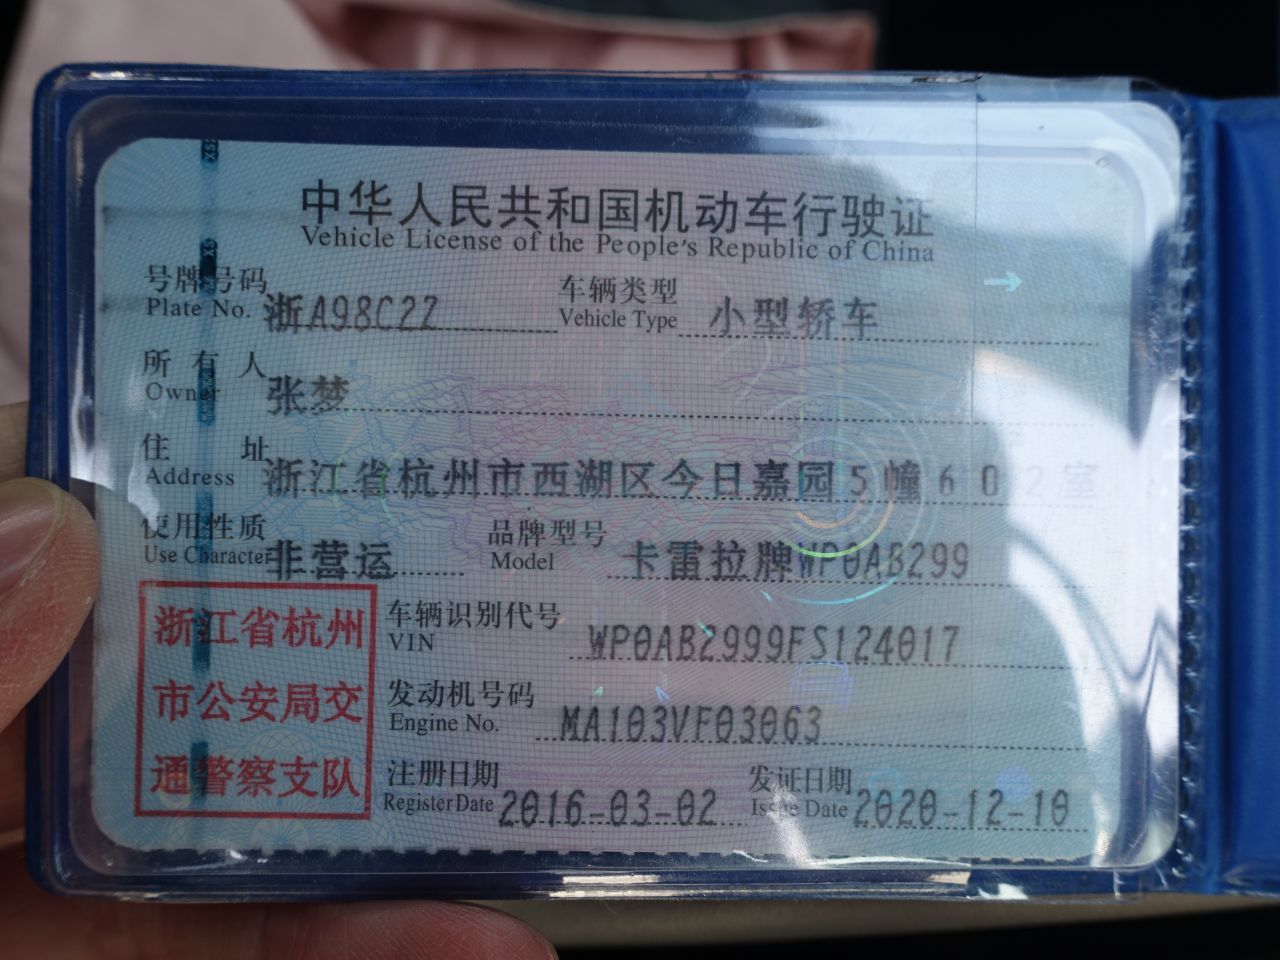 中华人民共和国机动车行驶证
Vehicle License of the People's Republic of China
号牌号码 浙A98C2Z 车辆类型 小型轿车
Plate No. Vehicle Type
所有人 张梦
Owner
住址 浙江省杭州市西湖区今日嘉园5幢602室
Address
使用性质 非营运 品牌型号 卡雷拉牌WP0AB299
Use Character Model
浙江省杭州
市公安局交
通警察支队
车辆识别代号 WP0AB2999FS124017
VIN
发动机号码 MA103VF03063
Engine No.
注册日期 2016-03-02 发证日期 2020-12-10
Register Date Issue Date